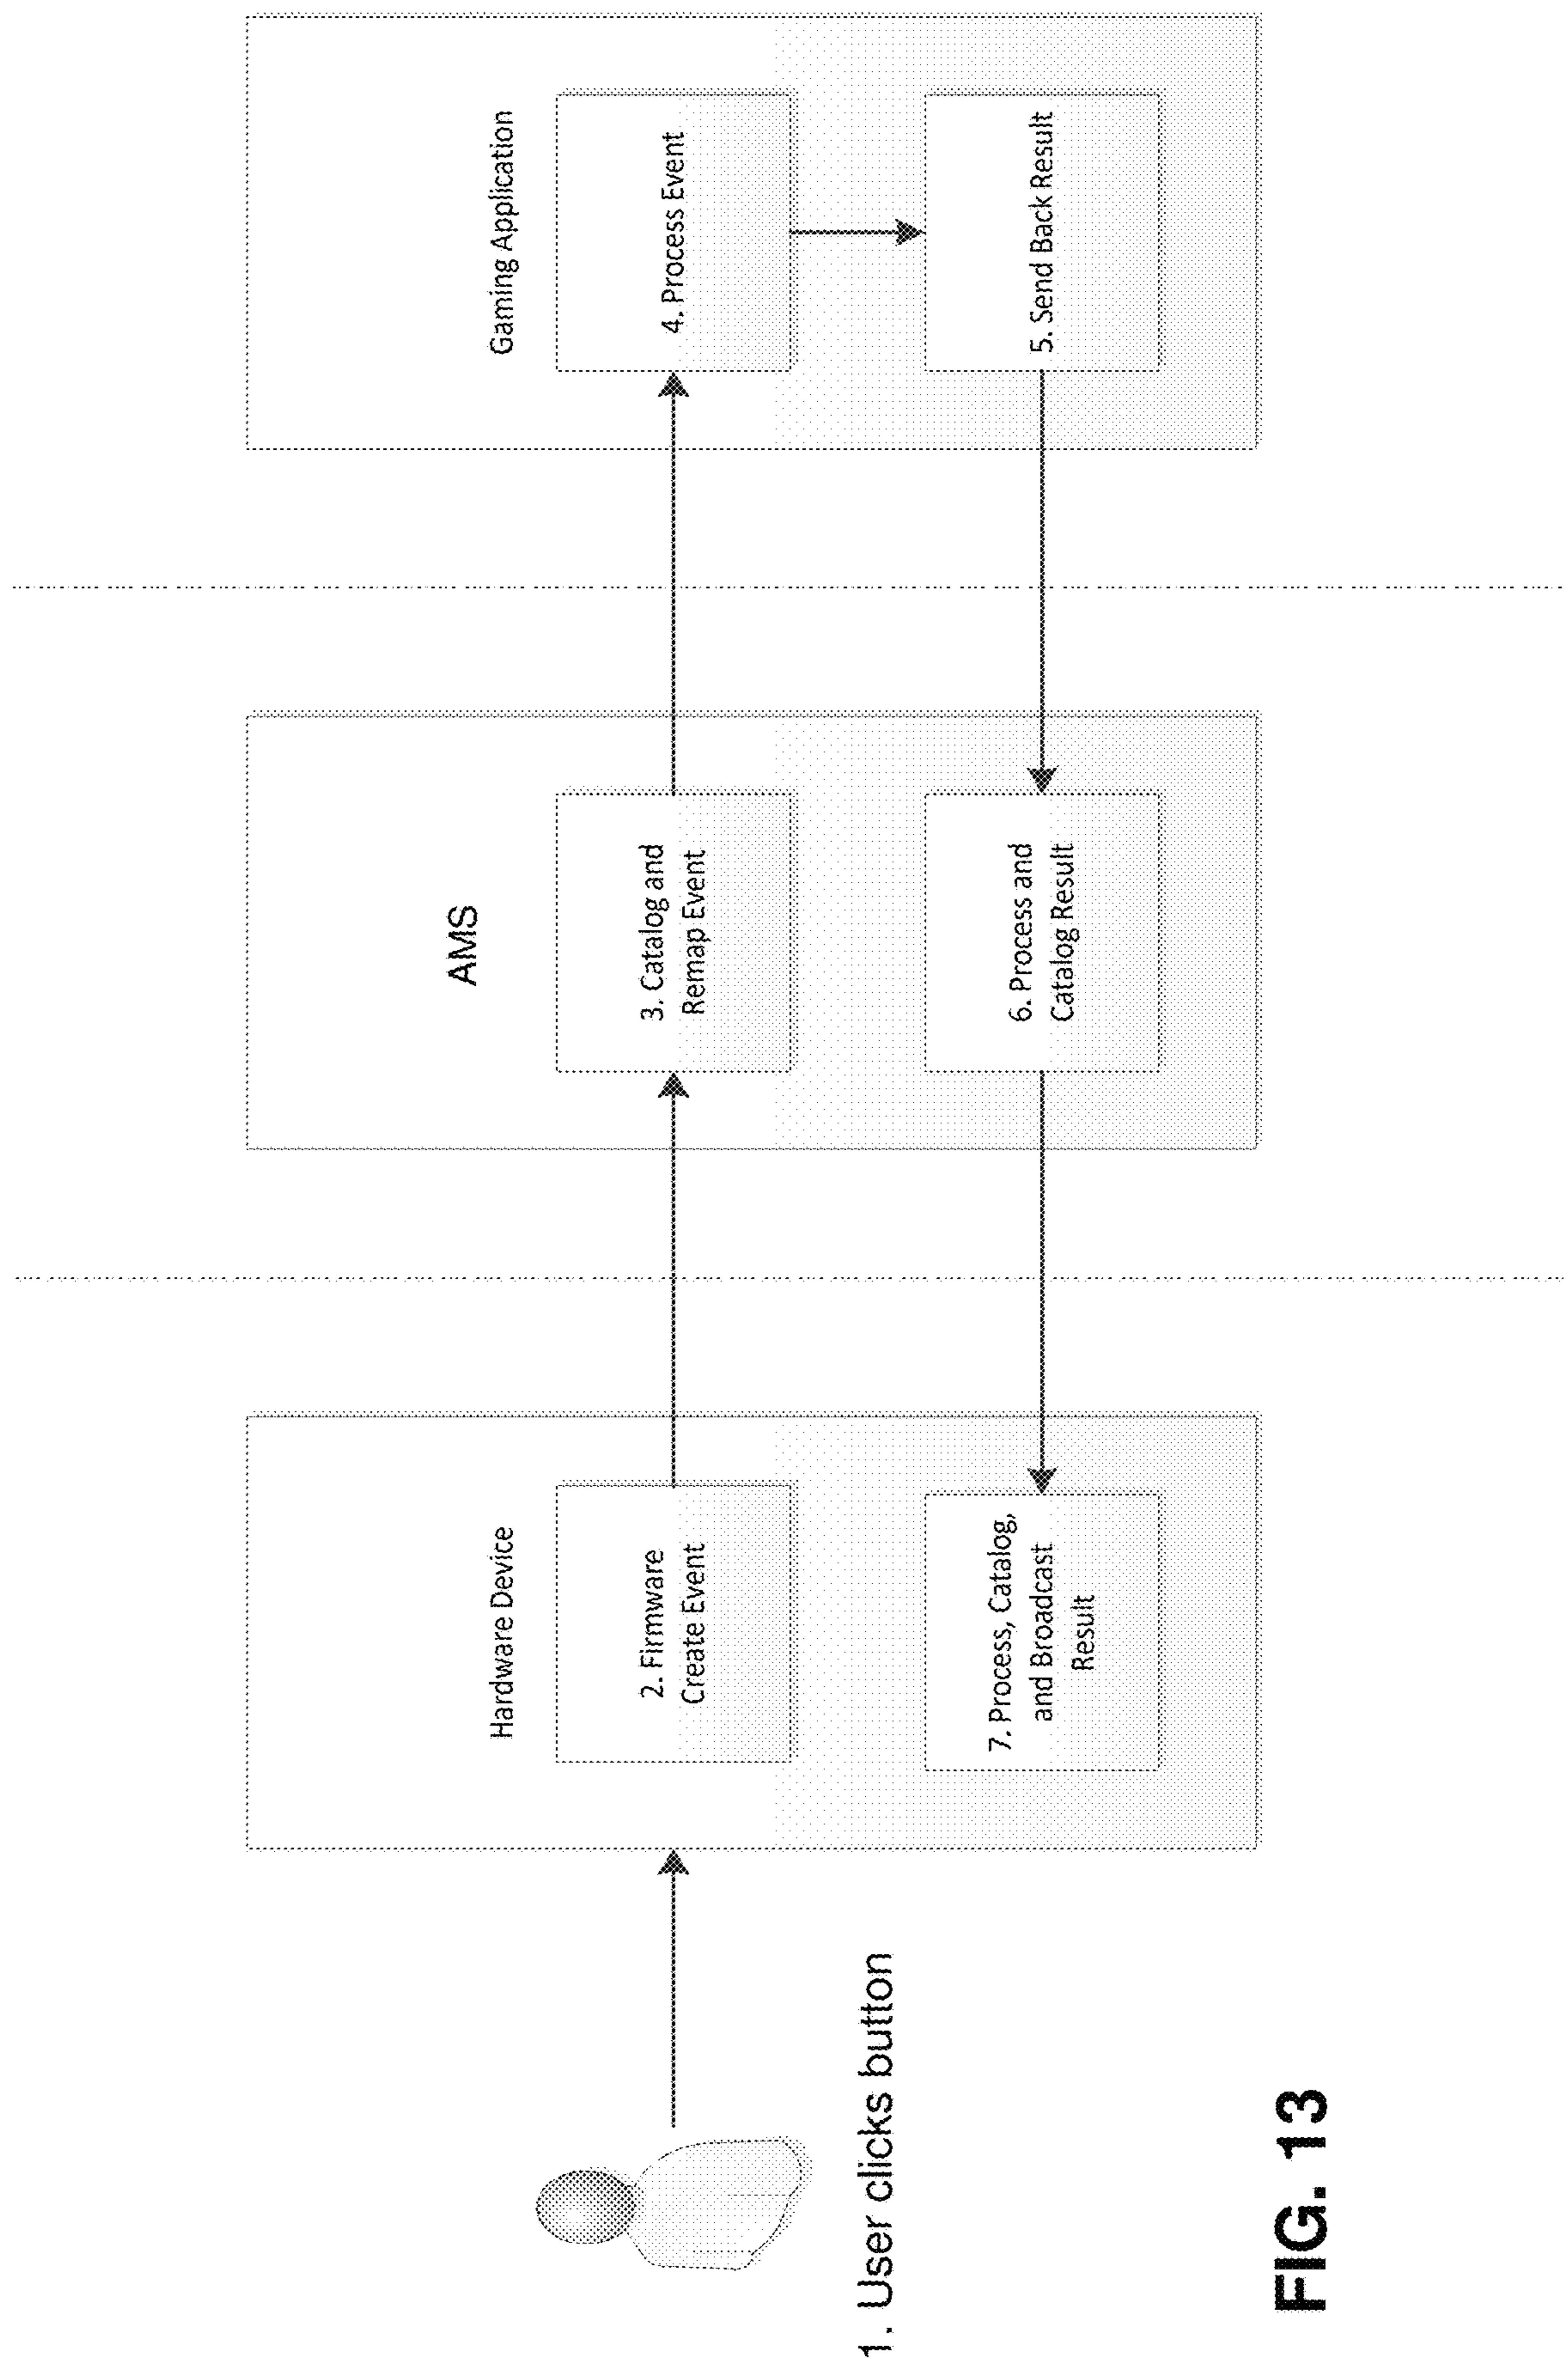 1. User clicks button
Hardware Device
2. Firmware
Create Event
7. Process, Catalog,
and Broadcast
Result
AMS
3. Catalog and
Remap Event
6. Process and
Catalog Result
Gaming Application
4. Process Event
5. Send Back Result
FIG. 13